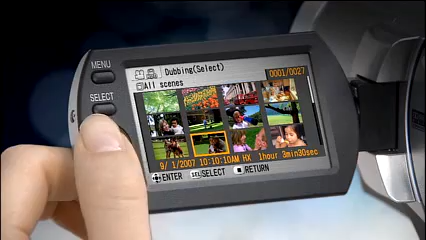 MENU
SELECT
Dubbing(Select)
0001/0027
All scenes
9/ 1/2007 10:10:10AM HX 1hour 3min30sec
ENTER SEL SELECT RETURN